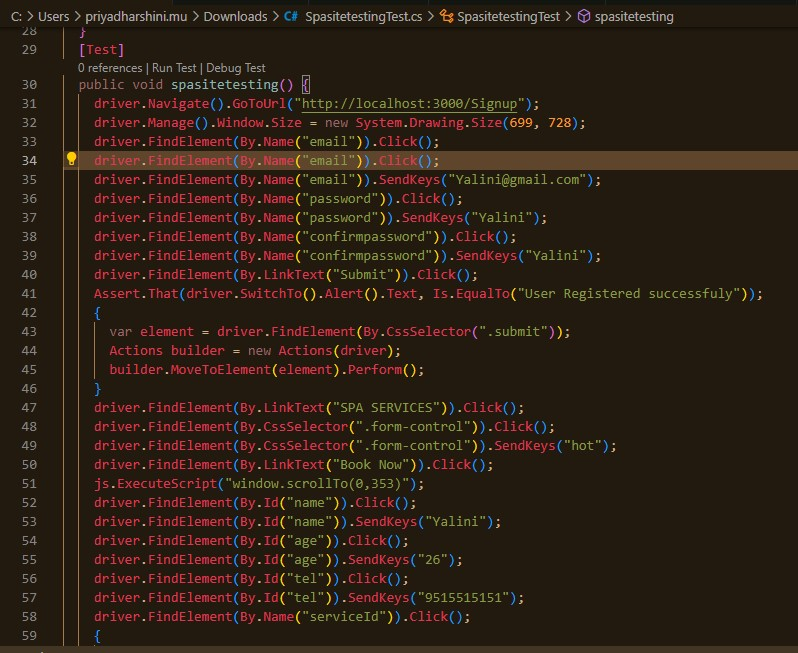 C: > Users > priyadharshini.mu > Downloads > C# SpasitetestingTest.cs > SpasitetestingTest > spasitetesting
28 }
29 [Test]
0 references | Run Test | Debug Test
30 public void spasitetesting() {
31 driver.Navigate().GoToUrl("http://localhost:3000/Signup");
32 driver.Manage().Window.Size = new System.Drawing.Size(699, 728);
33 driver.FindElement(By.Name("email")).Click();
34 driver.FindElement(By.Name("email")).Click();
35 driver.FindElement(By.Name("email")).SendKeys("Yalini@gmail.com");
36 driver.FindElement(By.Name("password")).Click();
37 driver.FindElement(By.Name("password")).SendKeys("Yalini");
38 driver.FindElement(By.Name("confirmpassword")).Click();
39 driver.FindElement(By.Name("confirmpassword")).SendKeys("Yalini");
40 driver.FindElement(By.LinkText("Submit")).Click();
41 Assert.That(driver.SwitchTo().Alert().Text, Is.EqualTo("User Registered successfuly"));
42 {
43 var element = driver.FindElement(By.CssSelector(".submit"));
44 Actions builder = new Actions(driver);
45 builder.MoveToElement(element).Perform();
46 }
47 driver.FindElement(By.LinkText("SPA SERVICES")).Click();
48 driver.FindElement(By.CssSelector(".form-control")).Click();
49 driver.FindElement(By.CssSelector(".form-control")).SendKeys("hot");
50 driver.FindElement(By.LinkText("Book Now")).Click();
51 js.ExecuteScript("window.scrollTo(0,353)");
52 driver.FindElement(By.Id("name")).Click();
53 driver.FindElement(By.Id("name")).SendKeys("Yalini");
54 driver.FindElement(By.Id("age")).Click();
55 driver.FindElement(By.Id("age")).SendKeys("26");
56 driver.FindElement(By.Id("tel")).Click();
57 driver.FindElement(By.Id("tel")).SendKeys("9515515151");
58 driver.FindElement(By.Name("serviceId")).Click();
59 {